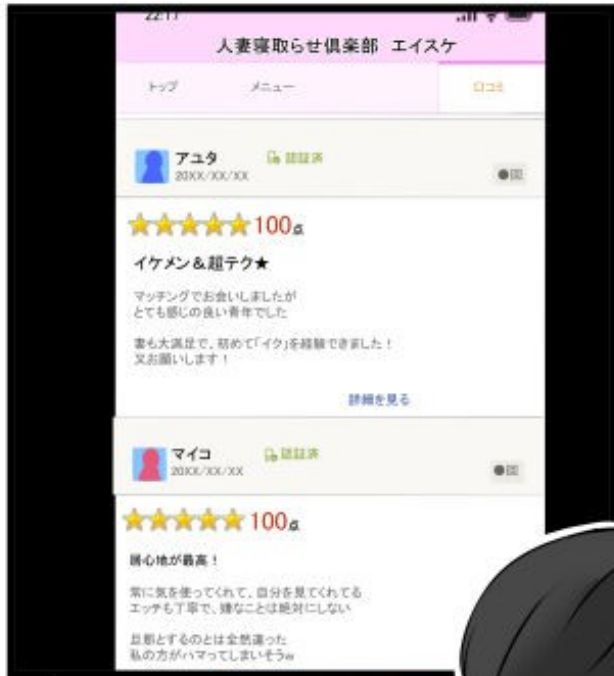 22:17
人妻寝取らせ倶楽部 エイスケ
トップ メニュー 口コミ
アユタ 認証済
20XX/XX/XX
●回
★★★★★100点
イケメン&超テク★
マッチングでお会いしましたが
とても感じの良い青年でした
妻も大満足で、初めて「イク」を経験できました!
又お願いします!
詳細を見る
マイコ 認証済
20XX/XX/XX
●回
★★★★★100点
居心地が最高!
常に気を使ってくれて、自分を見てくれてる
エッチも丁寧で、嫌なことは絶対にしない
旦那とするのとは全然違った
私の方がハマってしまいそうw